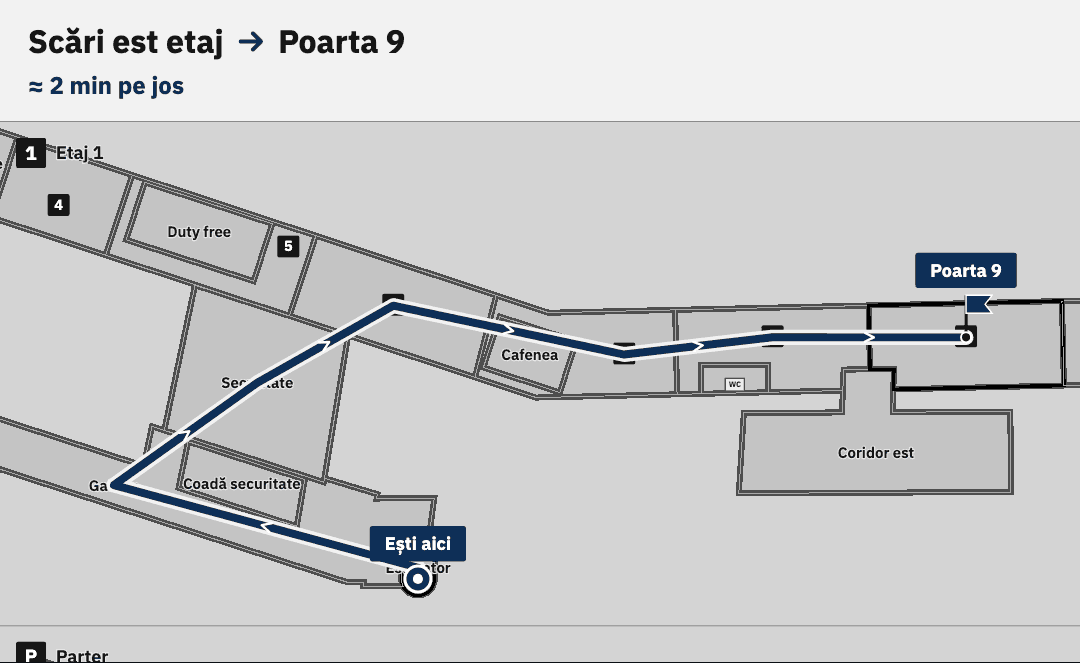 Scări est etaj → Poarta 9
≈ 2 min pe jos
1 Etaj 1
4
Duty free
5
Poarta 9
Cafenea
WC
Coridor est
Coadă securitate
Ești aici
P Parter